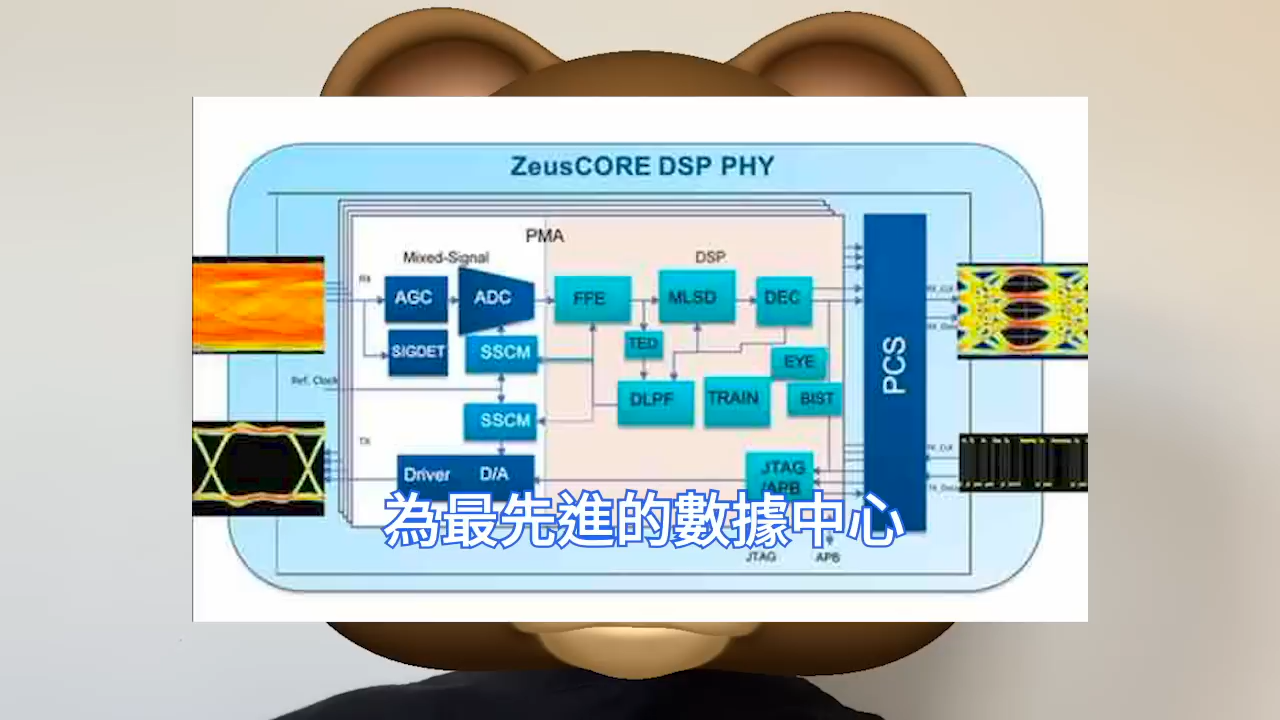 ZeusCORE DSP PHY
PMA
Mixed-Signal
DSP
RX
AGC
ADC
FFE
MLSD
DEC
SIGDET
SSCM
TED
EYE
Ref. Clock
DLPF
TRAIN
BIST
PCS
SSCM
TX
Driver
D/A
JTAG
/APB
為最先進的數據中心
JTAG
APB